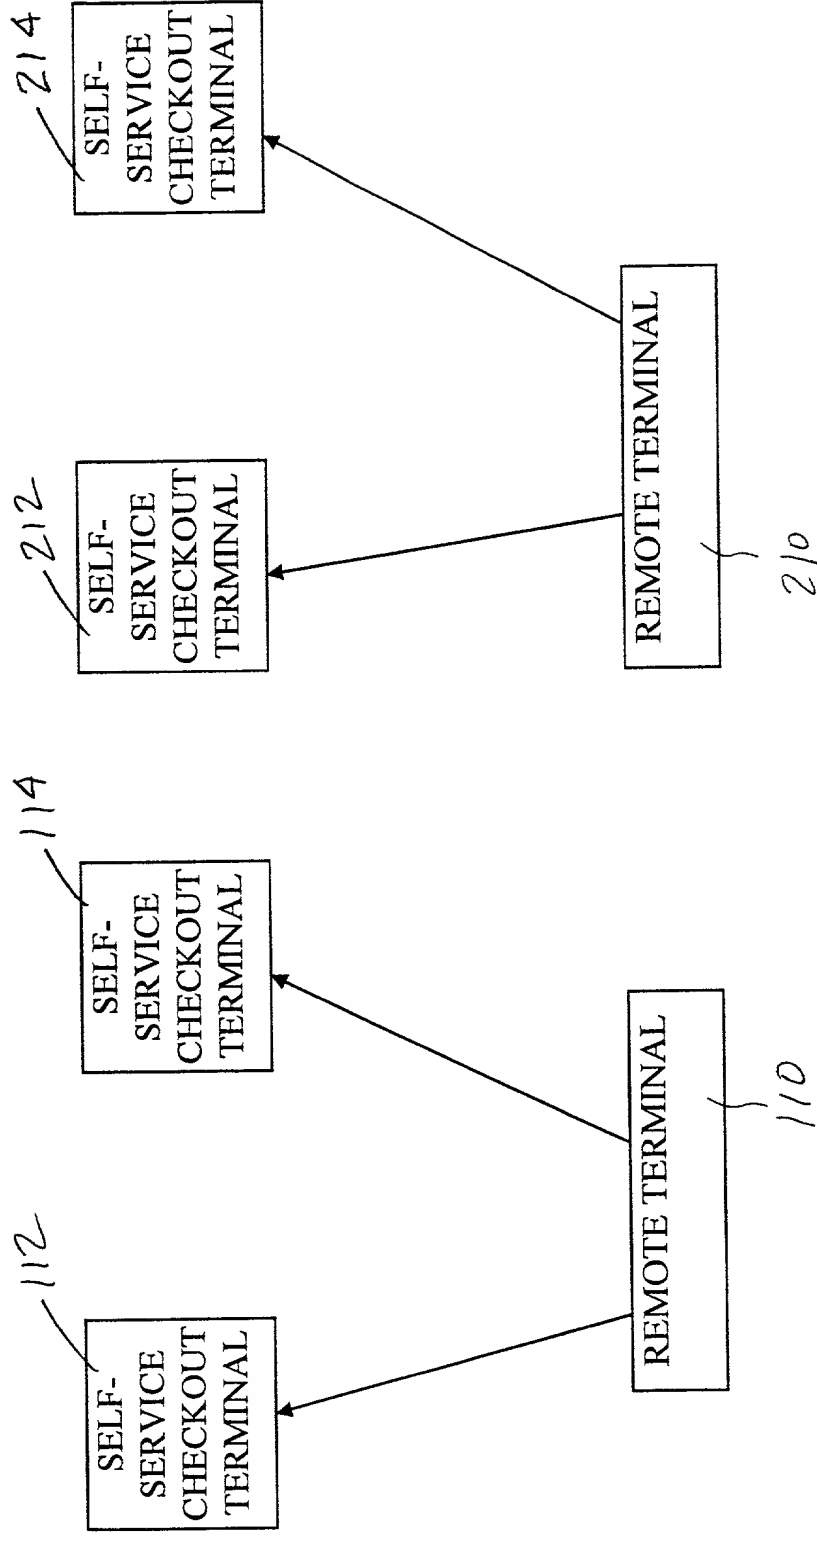 112
SELF-
SERVICE
CHECKOUT
TERMINAL
114
SELF-
SERVICE
CHECKOUT
TERMINAL
212
SELF-
SERVICE
CHECKOUT
TERMINAL
214
SELF-
SERVICE
CHECKOUT
TERMINAL
REMOTE TERMINAL
110
REMOTE TERMINAL
210